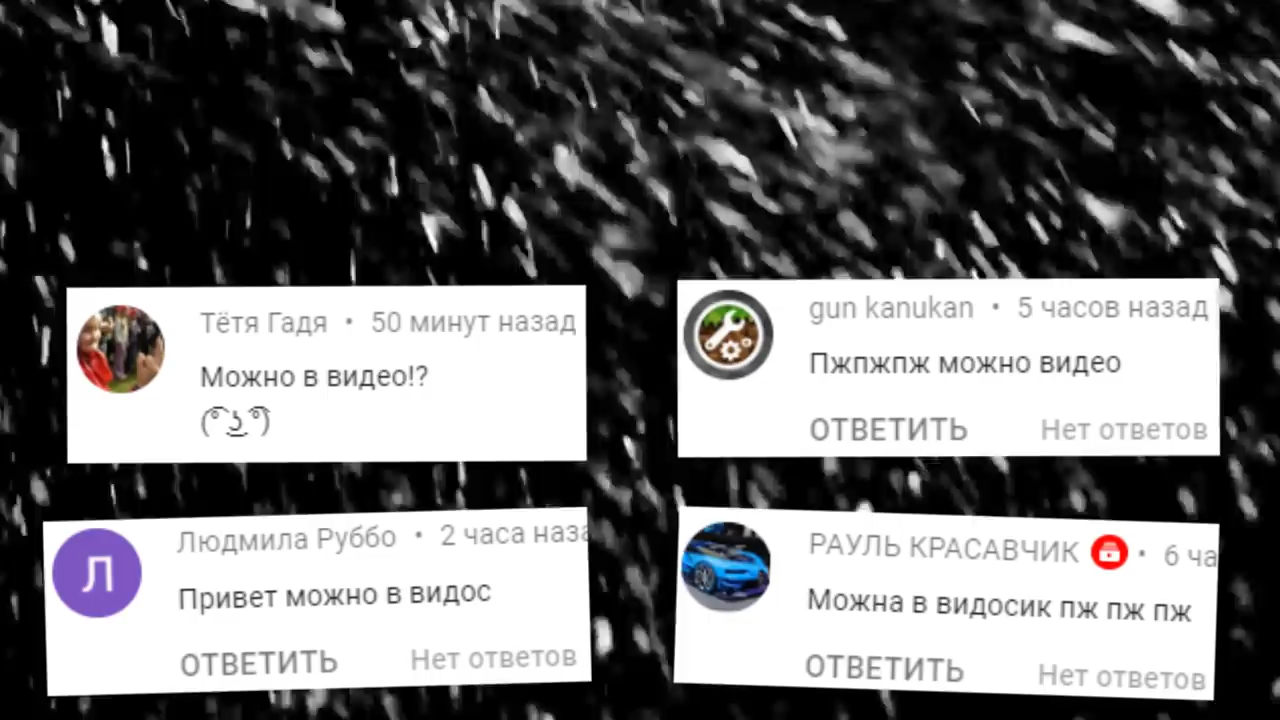 Тётя Гадя • 50 минут назад
Можно в видео!?
( ͡° ͜ʖ ͡°)
gun kanukan • 5 часов назад
Пжпжпж можно видео
ОТВЕТИТЬ Нет ответов
Людмила Руббо • 2 часа наза
Л
Привет можно в видос
ОТВЕТИТЬ Нет ответов
РАУЛЬ КРАСАВЧИК • 6 ча
Можна в видосик пж пж пж
ОТВЕТИТЬ Нет ответов